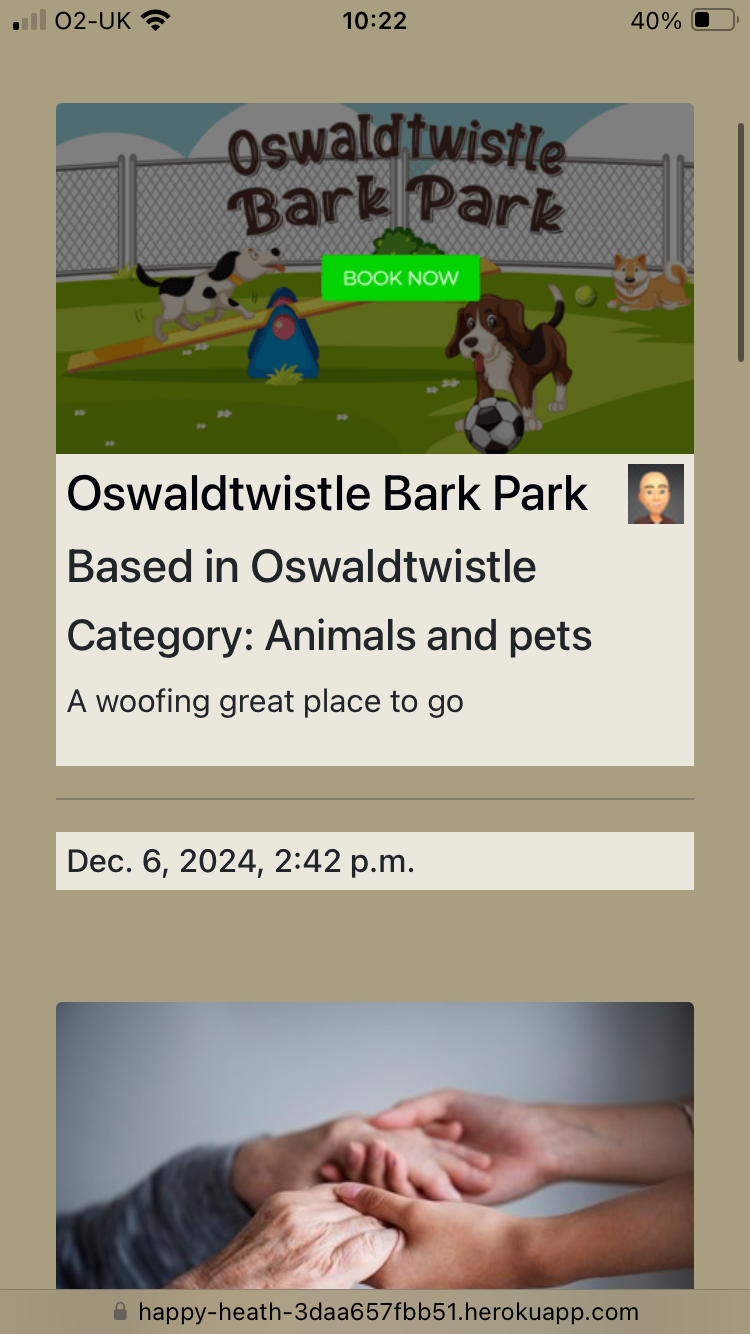 O2-UK 10:22 40%
Oswaldtwistle
Bark Park
BOOK NOW
Oswaldtwistle Bark Park
Based in Oswaldtwistle
Category: Animals and pets
A woofing great place to go
Dec. 6, 2024, 2:42 p.m.
happy-heath-3daa657fbb51.herokuapp.com